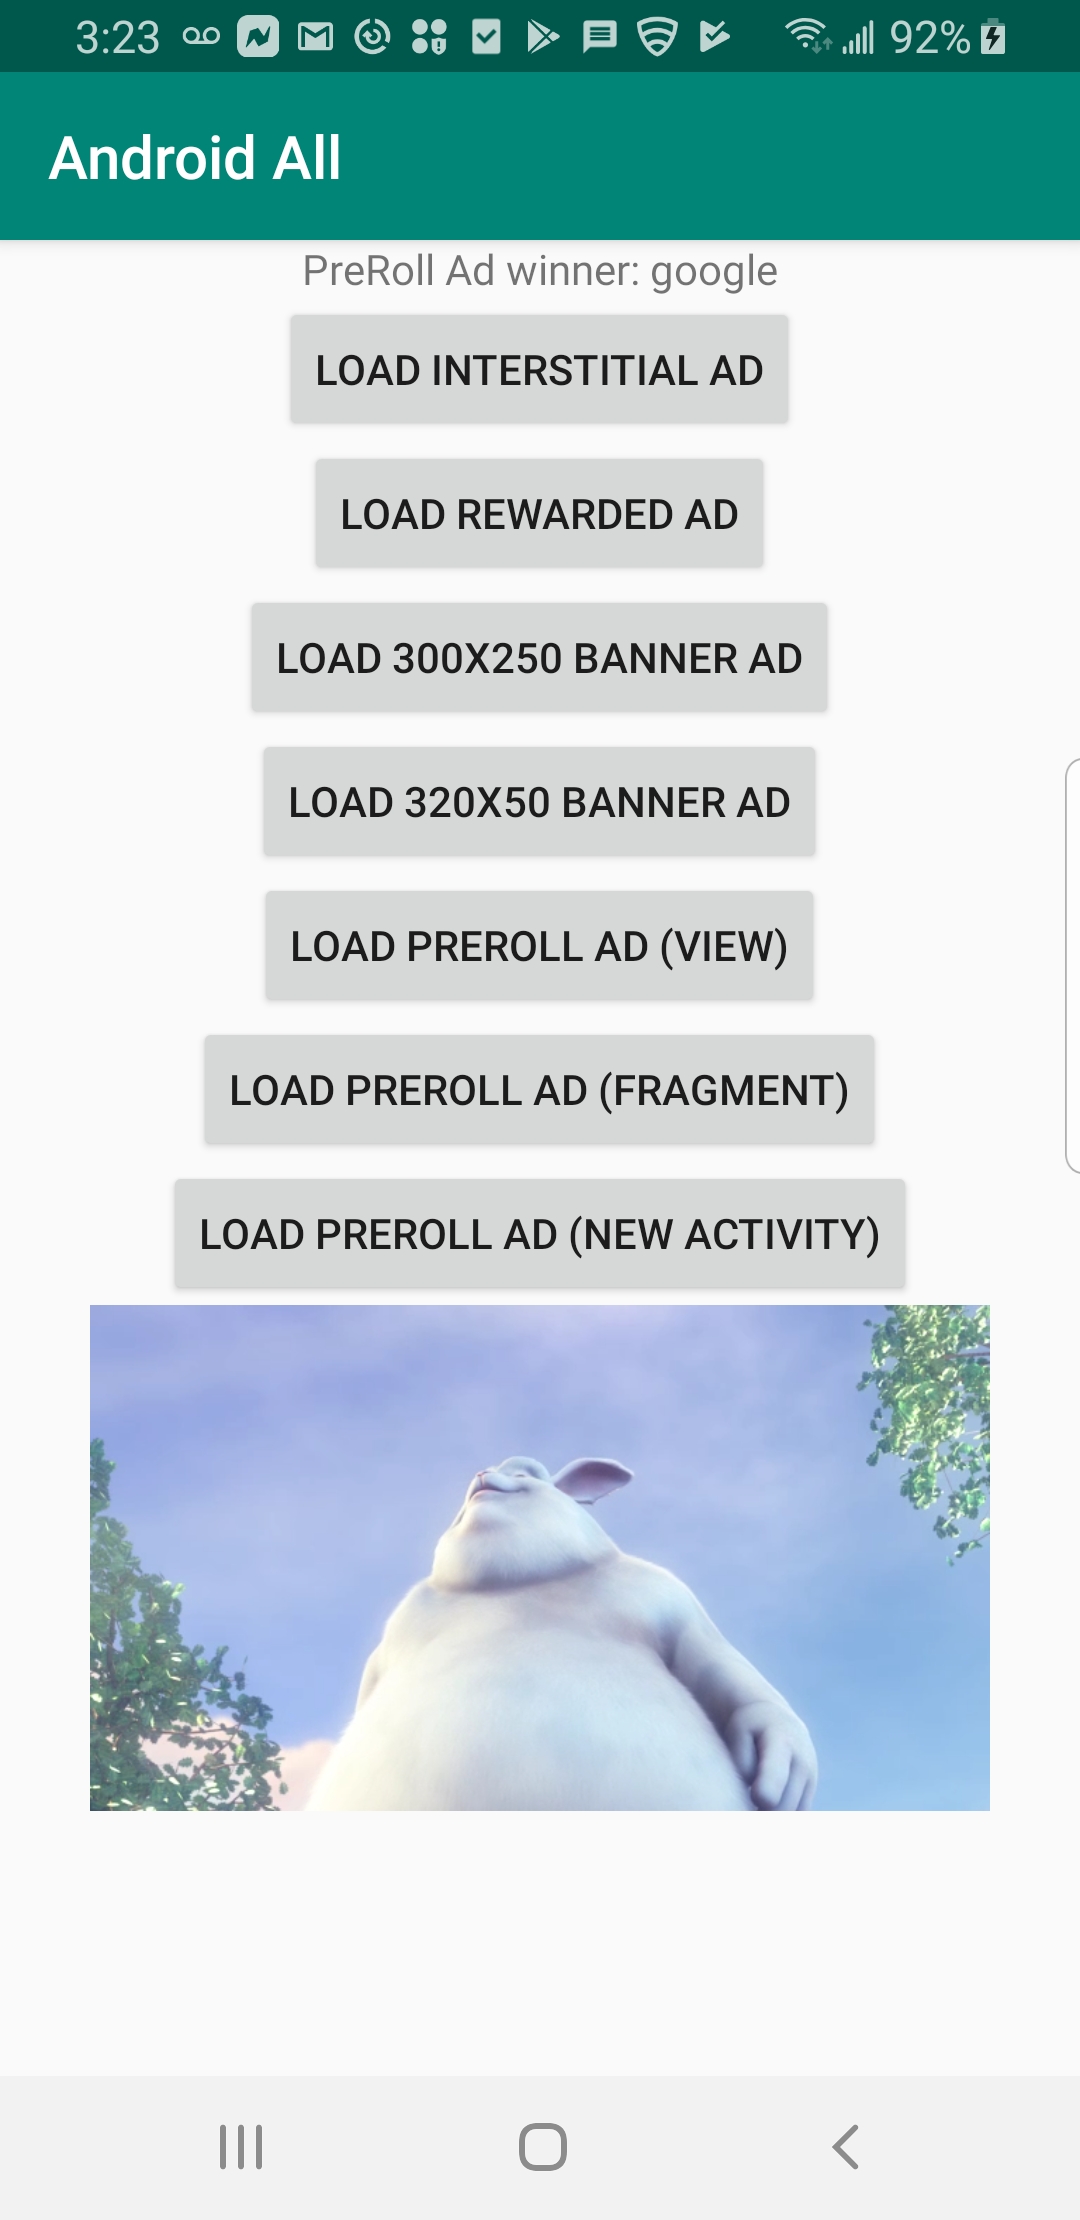 3:23
92%
Android All
PreRoll Ad winner: google
LOAD INTERSTITIAL AD
LOAD REWARDED AD
LOAD 300X250 BANNER AD
LOAD 320X50 BANNER AD
LOAD PREROLL AD (VIEW)
LOAD PREROLL AD (FRAGMENT)
LOAD PREROLL AD (NEW ACTIVITY)